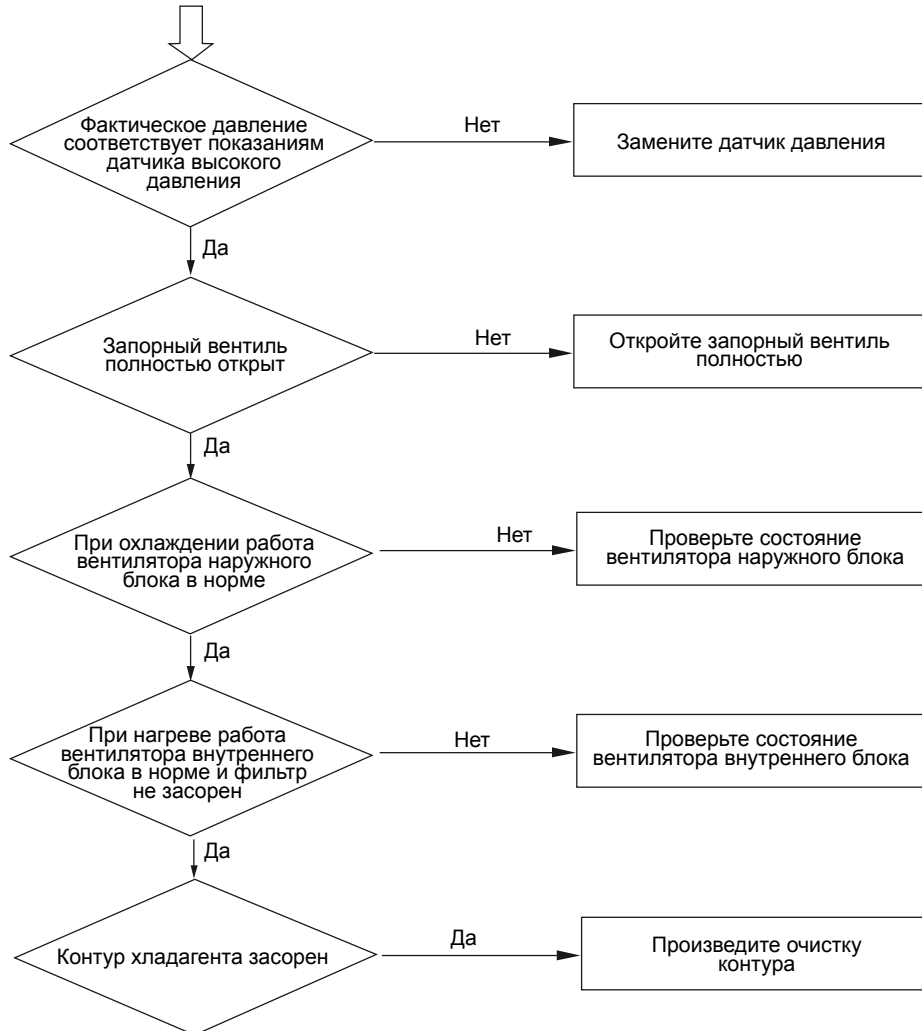 Фактическое давление
соответствует показаниям
датчика высокого
давления
Нет
Замените датчик давления
Да
Запорный вентиль
полностью открыт
Нет
Откройте запорный вентиль
полностью
Да
При охлаждении работа
вентилятора наружного
блока в норме
Нет
Проверьте состояние
вентилятора наружного блока
Да
При нагреве работа
вентилятора внутреннего
блока в норме и фильтр
не засорен
Нет
Проверьте состояние
вентилятора внутреннего блока
Да
Контур хладагента засорен
Да
Произведите очистку
контура